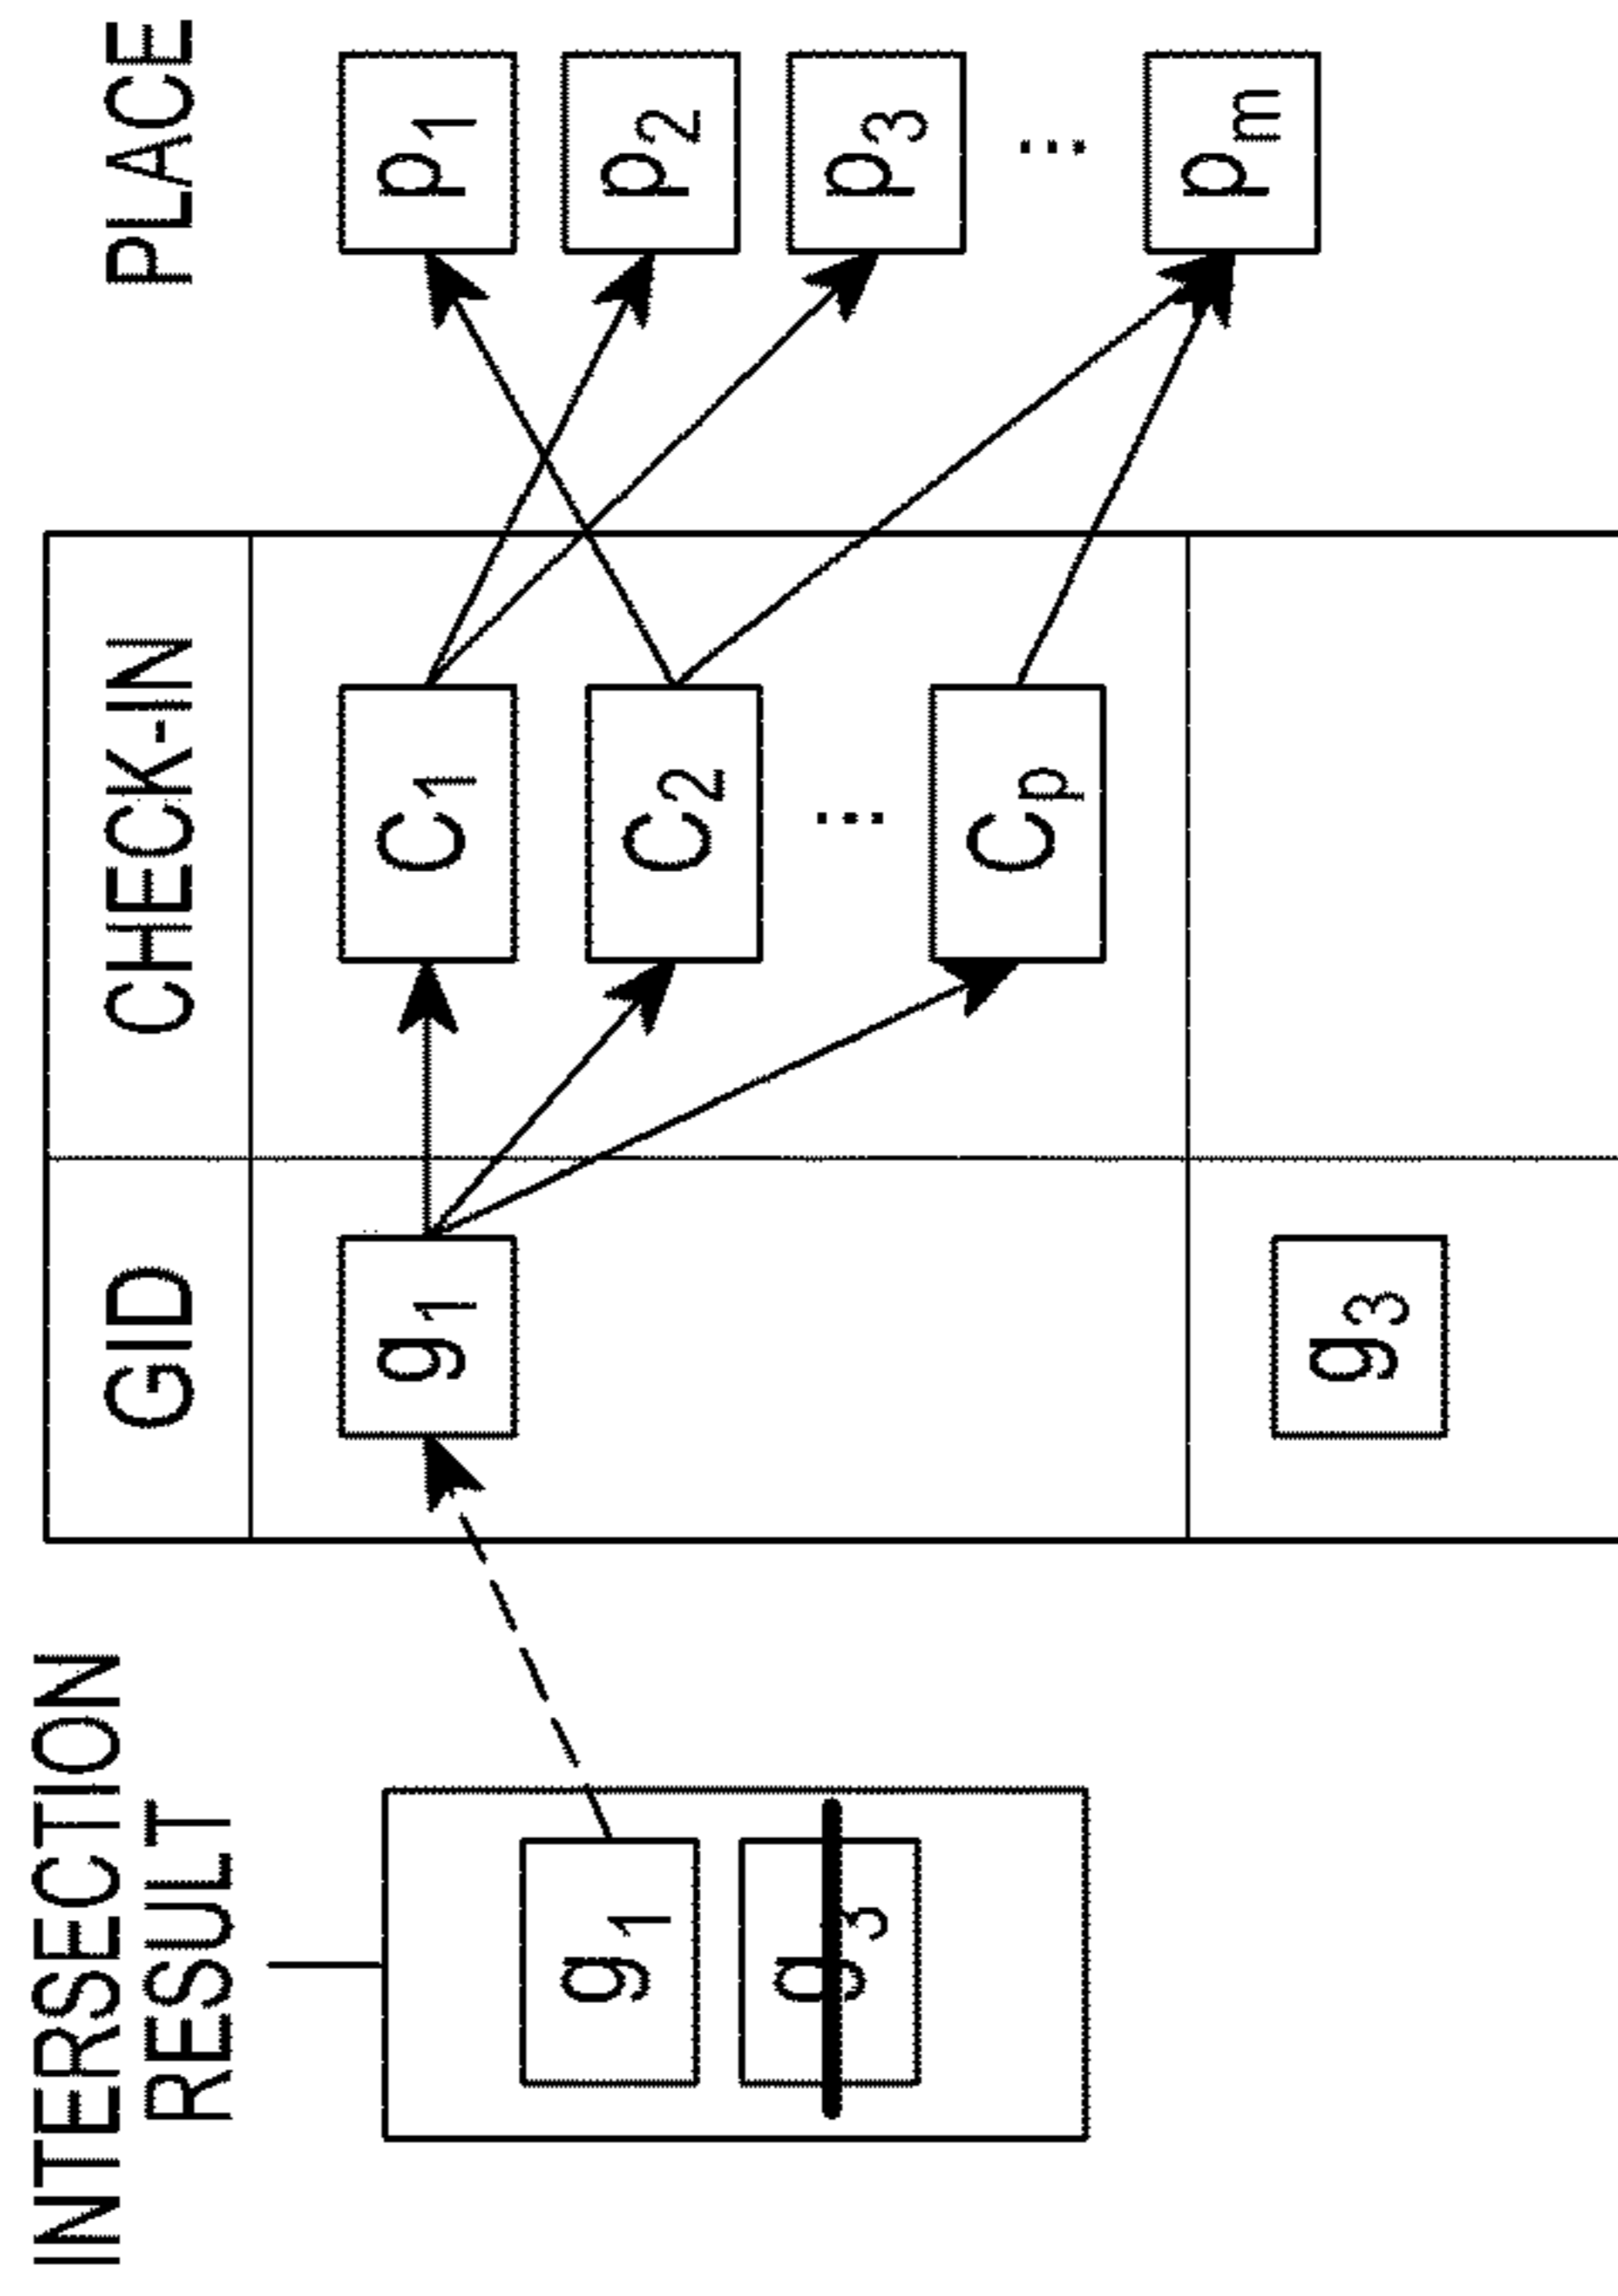 INTERSECTION
RESULT
GID
CHECK-IN
PLACE
g1
g3
g1
g3
C1
C2
⋮
Cp
p1
p2
p3
⋮
pm